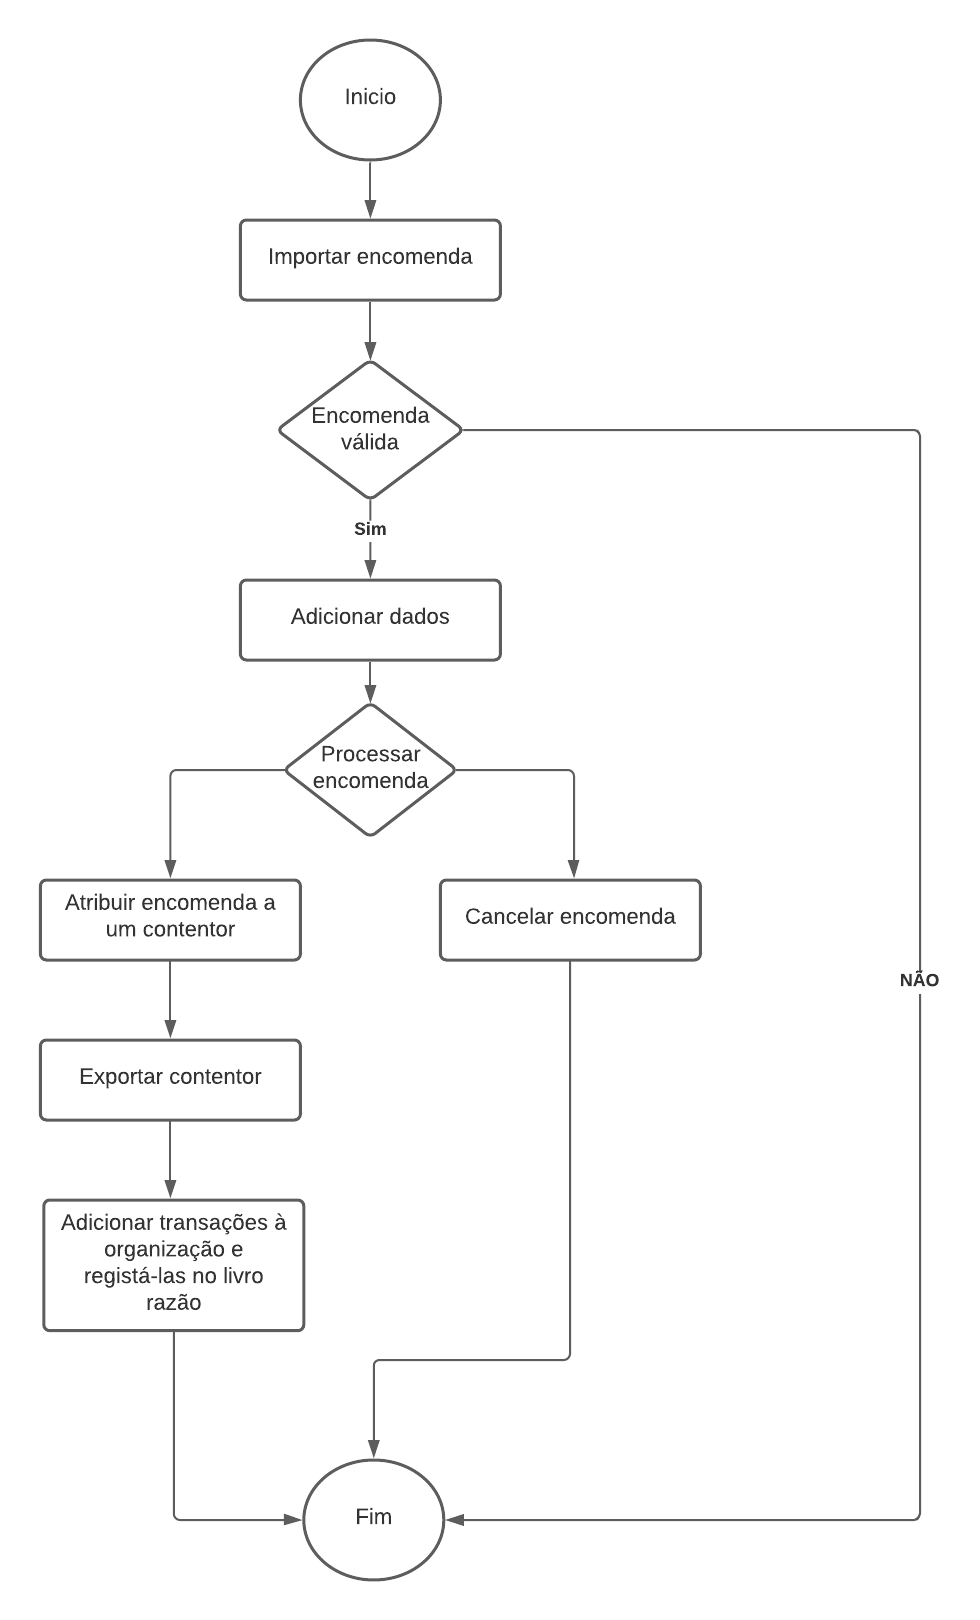 Inicio
Importar encomenda
Encomenda
válida
Sim
Adicionar dados
Processar
encomenda
Atribuir encomenda a
um contentor
Cancelar encomenda
NÃO
Exportar contentor
Adicionar transações à
organização e
registá-las no livro
razão
Fim